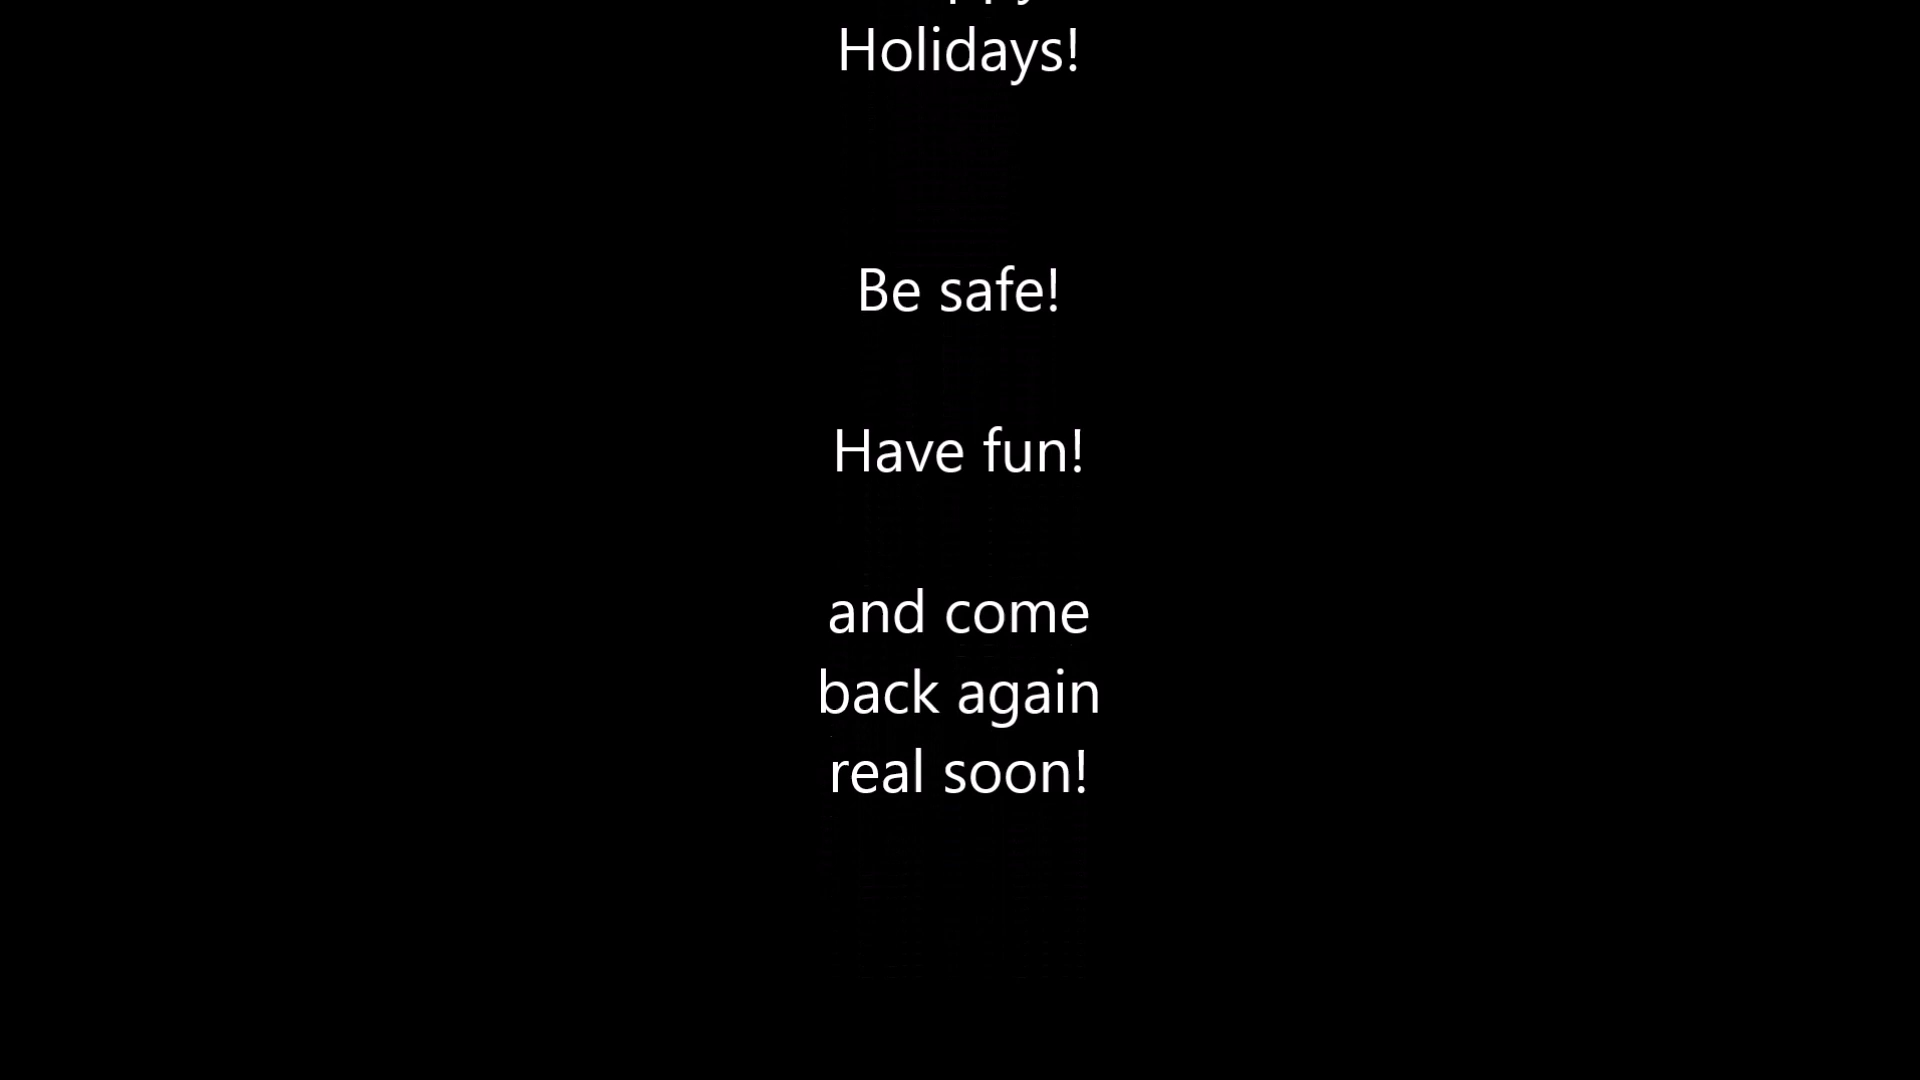 Holidays!
Be safe!
Have fun!
and come
back again
real soon!